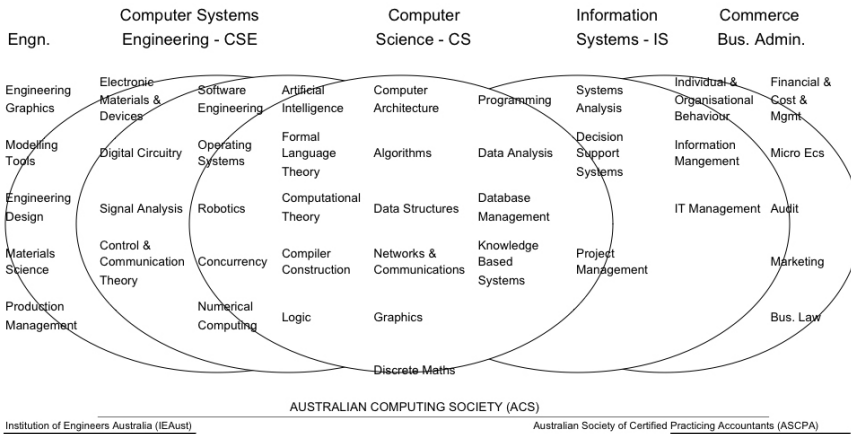 Engn.
Computer Systems
Engineering - CSE
Computer
Science - CS
Information
Systems - IS
Commerce
Bus. Admin.
Engineering
Graphics
Modelling
Tools
Engineering
Design
Materials
Science
Production
Management
Electronic
Materials &
Devices
Digital Circuitry
Signal Analysis
Control &
Communication
Theory
Software
Engineering
Operating
Systems
Robotics
Concurrency
Numerical
Computing
Artificial
Intelligence
Formal
Language
Theory
Computational
Theory
Compiler
Construction
Logic
Computer
Architecture
Algorithms
Data Structures
Networks &
Communications
Graphics
Discrete Maths
Programming
Data Analysis
Database
Management
Knowledge
Based
Systems
Systems
Analysis
Decision
Support
Systems
Project
Management
Individual &
Organisational
Behaviour
Information
Mangement
IT Management
Financial &
Cost &
Mgmt
Micro Ecs
Audit
Marketing
Bus. Law
AUSTRALIAN COMPUTING SOCIETY (ACS)
Institution of Engineers Australia (IEAust)
Australian Society of Certified Practicing Accountants (ASCPA)